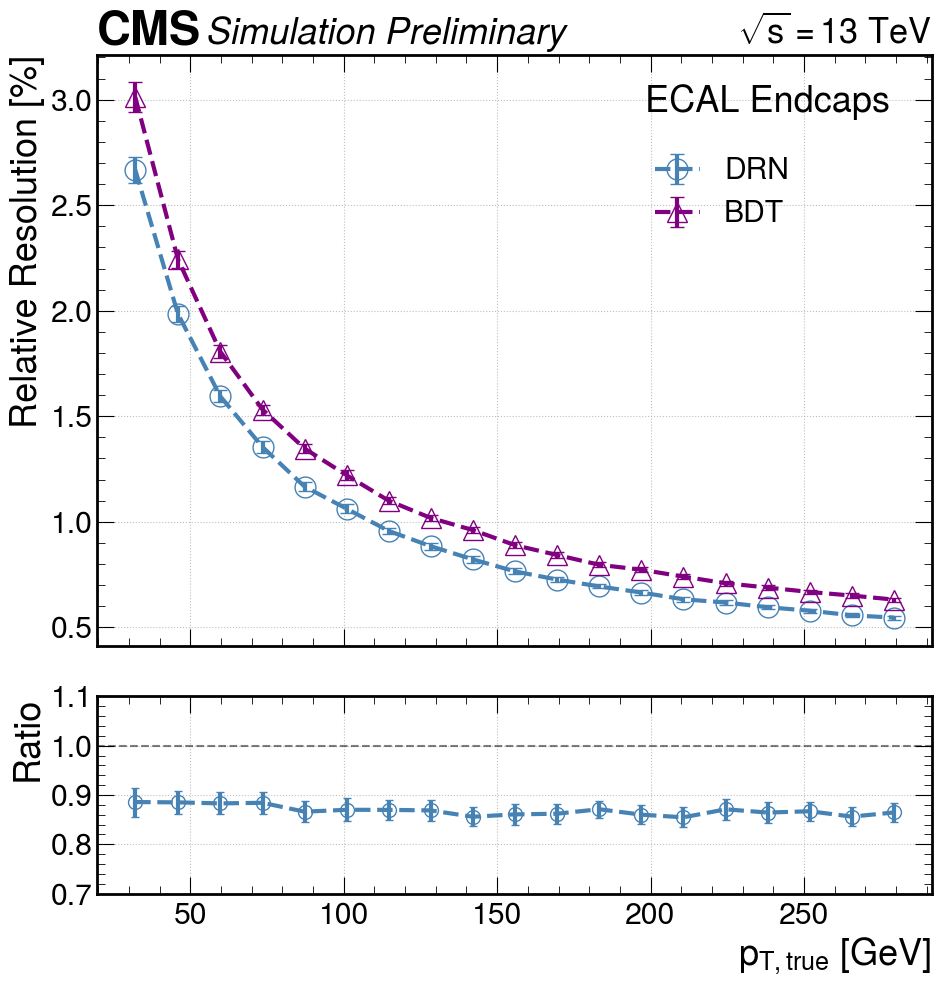 CMS Simulation Preliminary √s = 13 TeV
ECAL Endcaps
DRN
BDT
Relative Resolution [%]
3.0
2.5
2.0
1.5
1.0
0.5
Ratio
1.1
1.0
0.9
0.8
0.7
50 100 150 200 250
pT, true [GeV]